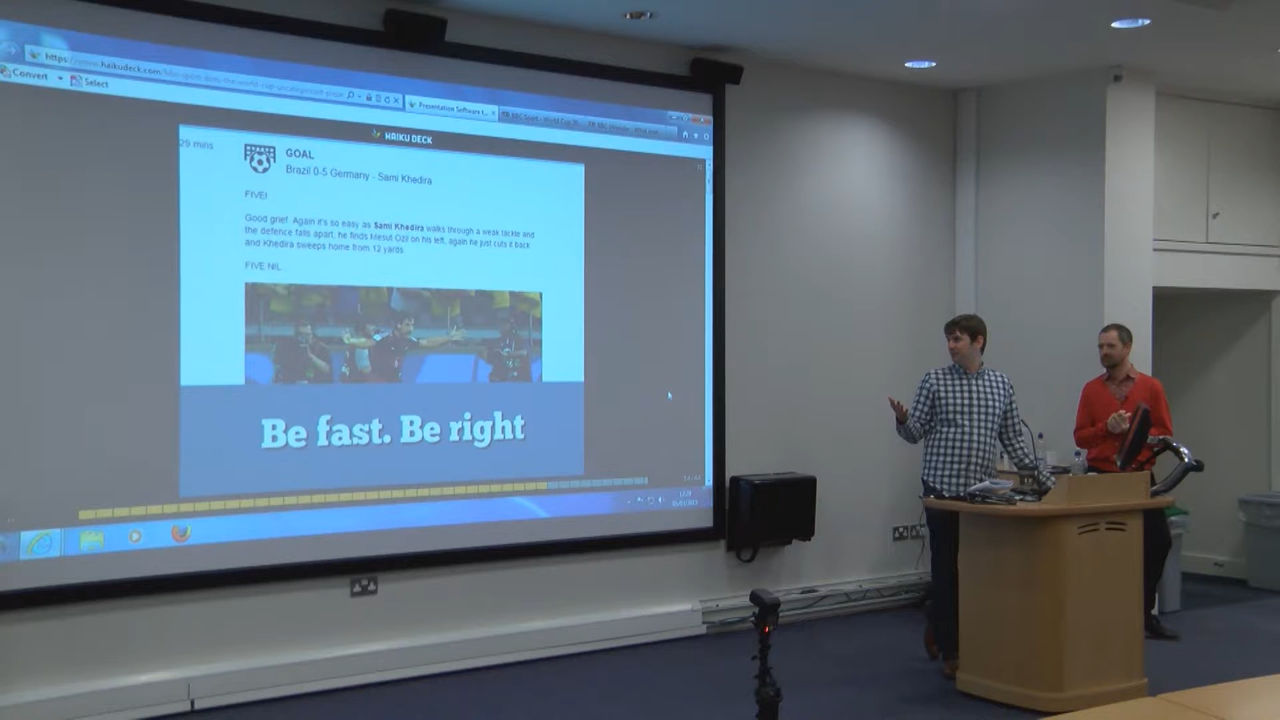 Convert
Select
Presentation Software t...
HAIKU DECK
29 mins
GOAL
Brazil 0-5 Germany - Sami Khedira
FIVE!
Good grief. Again it's so easy as Sami Khedira walks through a weak tackle and
the defence falls apart, he finds Mesut Ozil on his left, again he just cuts it back
and Khedira sweeps home from 12 yards
FIVE NIL
Be fast. Be right